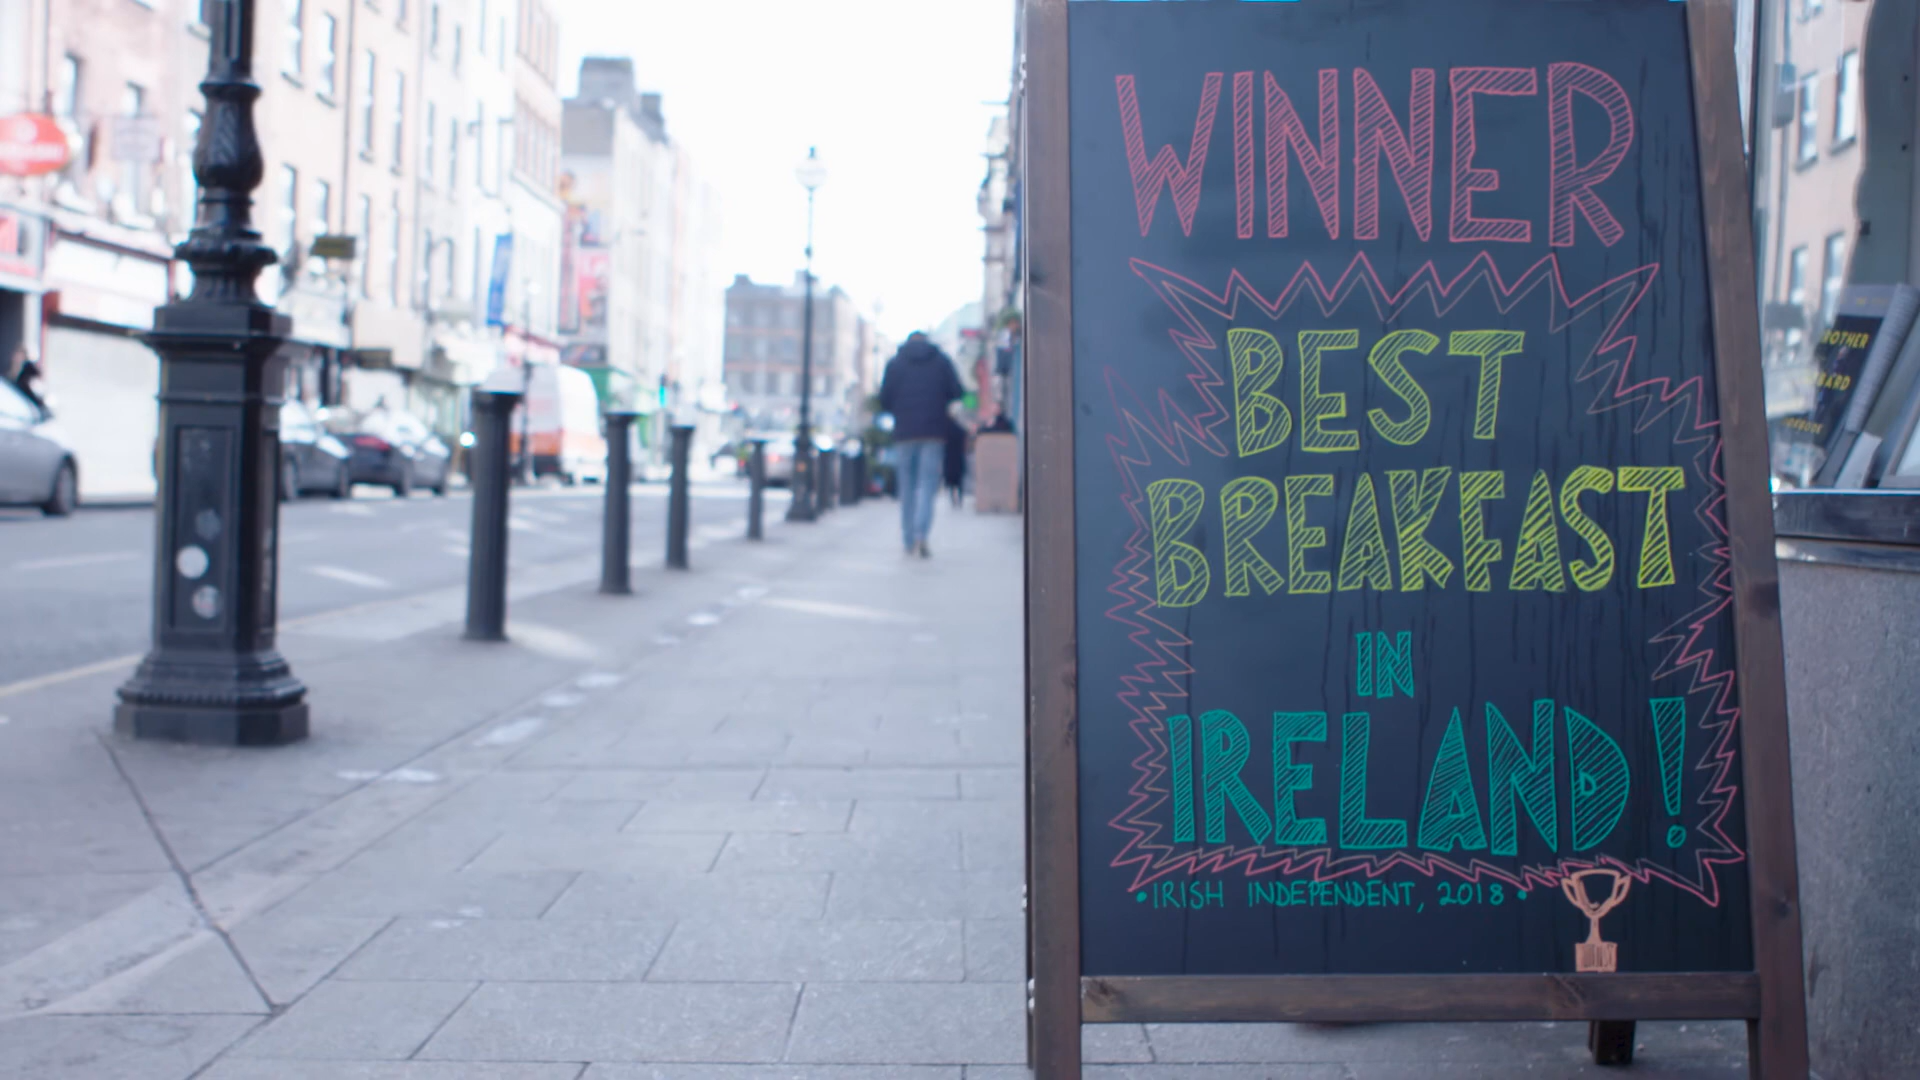 WINNER
BEST
BREAKFAST
IN
IRELAND!
•IRISH INDEPENDENT, 2018•